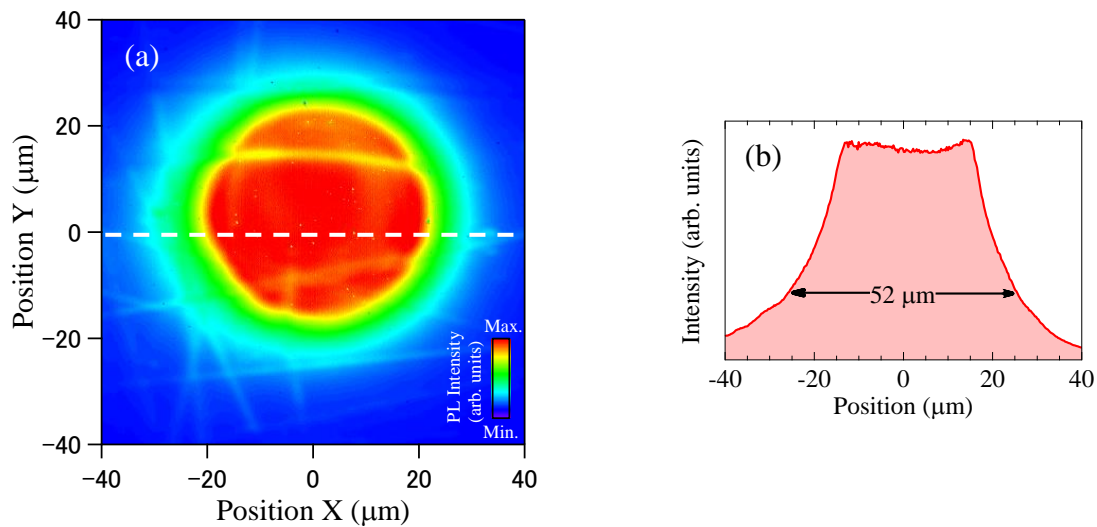 (a)
40
20
0
−20
−40
Position Y (μm)
−40 −20 0 20 40
Position X (μm)
Max.
PL Intensity
(arb. units)
Min.
(b)
Intensity (arb. units)
52 μm
-40 -20 0 20 40
Position (μm)